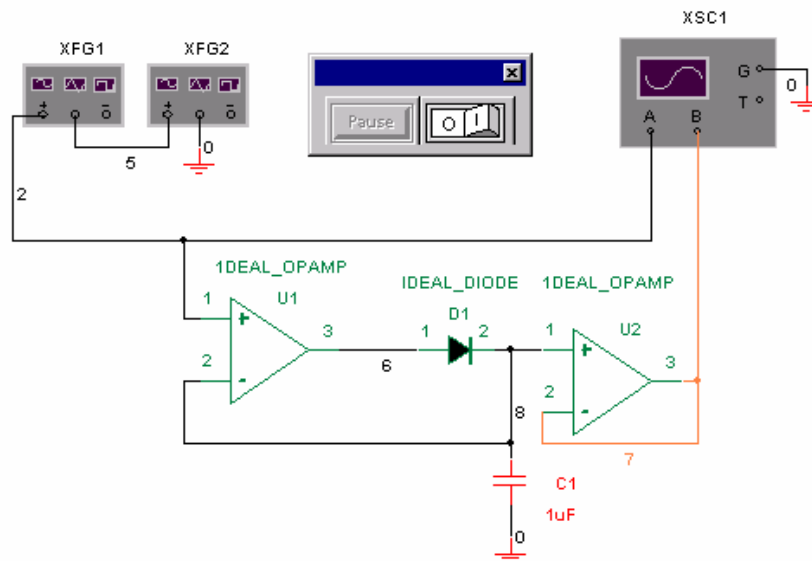 XFG1
XFG2
XSC1
G
0
T
A
B
+
–
+
–
Pause
O
I
5
0
2
1DEAL_OPAMP
IDEAL_DIODE
1DEAL_OPAMP
U1
D1
U2
1
+
2
-
3
6
1
2
1
+
2
-
3
8
7
C1
1uF
0